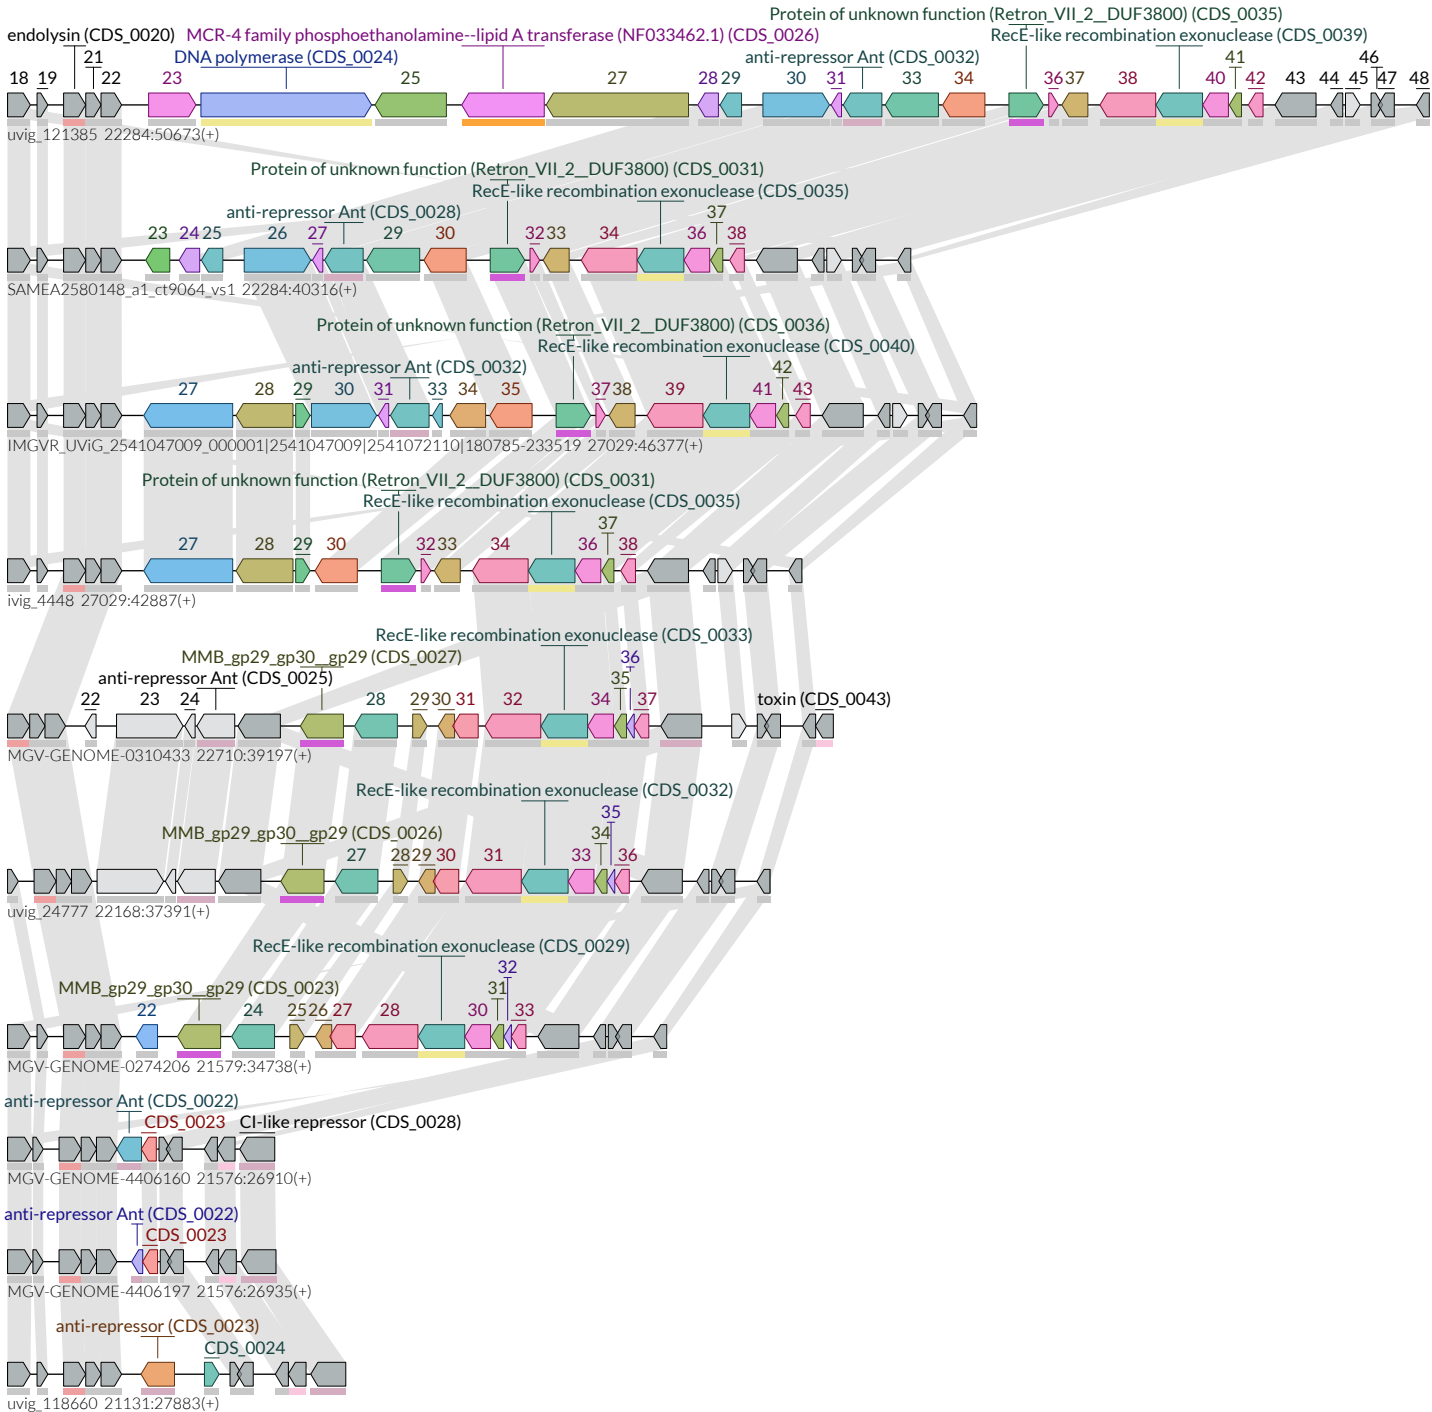 Protein of unknown function (Retron_VII_2__DUF3800) (CDS_0035)
endolysin (CDS_0020) MCR-4 family phosphoethanolamine--lipid A transferase (NF033462.1) (CDS_0026) RecE-like recombination exonuclease (CDS_0039)
21 DNA polymerase (CDS_0024) anti-repressor Ant (CDS_0032) 41 46
18 19 22 23 25 27 28 29 30 31 33 34 36 37 38 40 42 43 44 45 47 48
uvig_121385 22284:50673(+)
Protein of unknown function (Retron_VII_2__DUF3800) (CDS_0031)
RecE-like recombination exonuclease (CDS_0035)
anti-repressor Ant (CDS_0028) 37
23 24 25 26 27 29 30 32 33 34 36 38
SAMEA2580148_a1_ct9064_vs1 22284:40316(+)
Protein of unknown function (Retron_VII_2__DUF3800) (CDS_0036)
RecE-like recombination exonuclease (CDS_0040)
anti-repressor Ant (CDS_0032) 42
27 28 29 30 31 33 34 35 37 38 39 41 43
IMGVR_UViG_2541047009_000001|2541047009|2541072110|180785-233519 27029:46377(+)
Protein of unknown function (Retron_VII_2__DUF3800) (CDS_0031)
RecE-like recombination exonuclease (CDS_0035)
37
27 28 29 30 32 33 34 36 38
ivig_4448 27029:42887(+)
RecE-like recombination exonuclease (CDS_0033)
MMB_gp29_gp30__gp29 (CDS_0027) 36
anti-repressor Ant (CDS_0025) 35 toxin (CDS_0043)
22 23 24 28 29 30 31 32 34 37
MGV-GENOME-0310433 22710:39197(+)
RecE-like recombination exonuclease (CDS_0032)
35
MMB_gp29_gp30__gp29 (CDS_0026) 34
27 28 29 30 31 33 36
uvig_24777 22168:37391(+)
RecE-like recombination exonuclease (CDS_0029)
32
MMB_gp29_gp30__gp29 (CDS_0023) 31
22 24 25 26 27 28 30 33
MGV-GENOME-0274206 21579:34738(+)
anti-repressor Ant (CDS_0022)
CDS_0023 CI-like repressor (CDS_0028)
MGV-GENOME-4406160 21576:26910(+)
anti-repressor Ant (CDS_0022)
CDS_0023
MGV-GENOME-4406197 21576:26935(+)
anti-repressor (CDS_0023)
CDS_0024
uvig_118660 21131:27883(+)